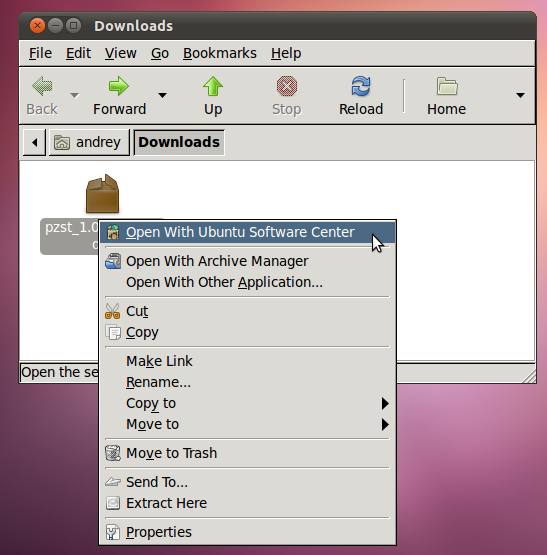 Downloads
File Edit View Go Bookmarks Help
Back Forward Up Stop Reload Home
andrey Downloads
pzst_1.0
Open With Ubuntu Software Center
Open With Archive Manager
Open With Other Application...
Cut
Copy
Make Link
Rename...
Copy to
Move to
Move to Trash
Send To...
Extract Here
Properties
Open the se